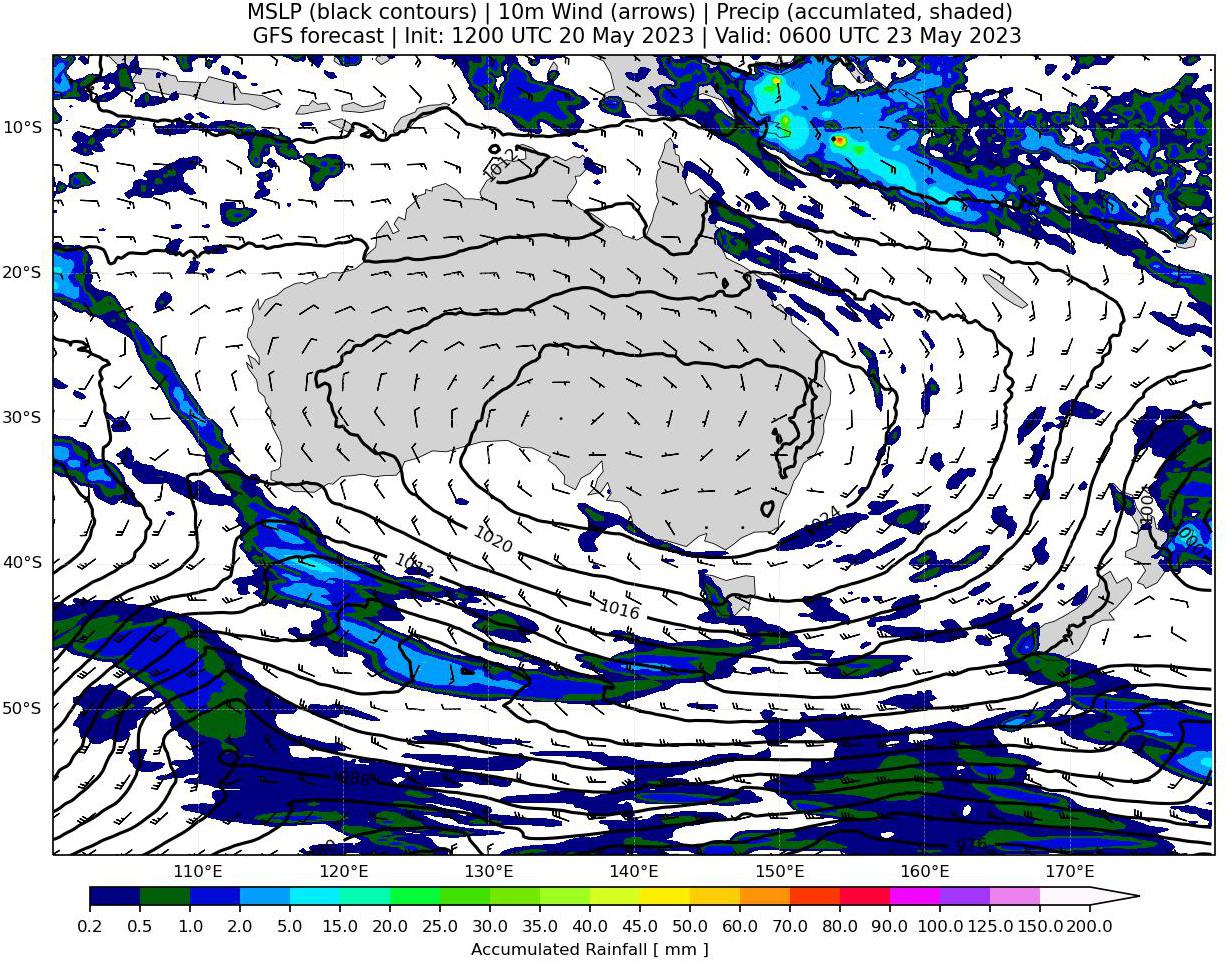 MSLP (black contours) | 10m Wind (arrows) | Precip (accumlated, shaded)
GFS forecast | Init: 1200 UTC 20 May 2023 | Valid: 0600 UTC 23 May 2023
10°S
1012
20°S
30°S
1024
1020
1012
40°S
1016
50°S
988
976
110°E 120°E 130°E 140°E 150°E 160°E 170°E
0.2 0.5 1.0 2.0 5.0 10.0 15.0 20.0 25.0 30.0 35.0 40.0 45.0 50.0 60.0 70.0 80.0 90.0 100.0 125.0 150.0 200.0
Accumulated Rainfall [ mm ]